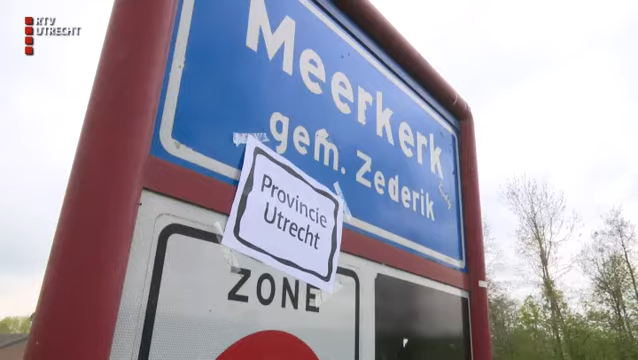 RTV
UTRECHT
Meerkerk
gem. Zederik
Provincie
Utrecht
ZONE